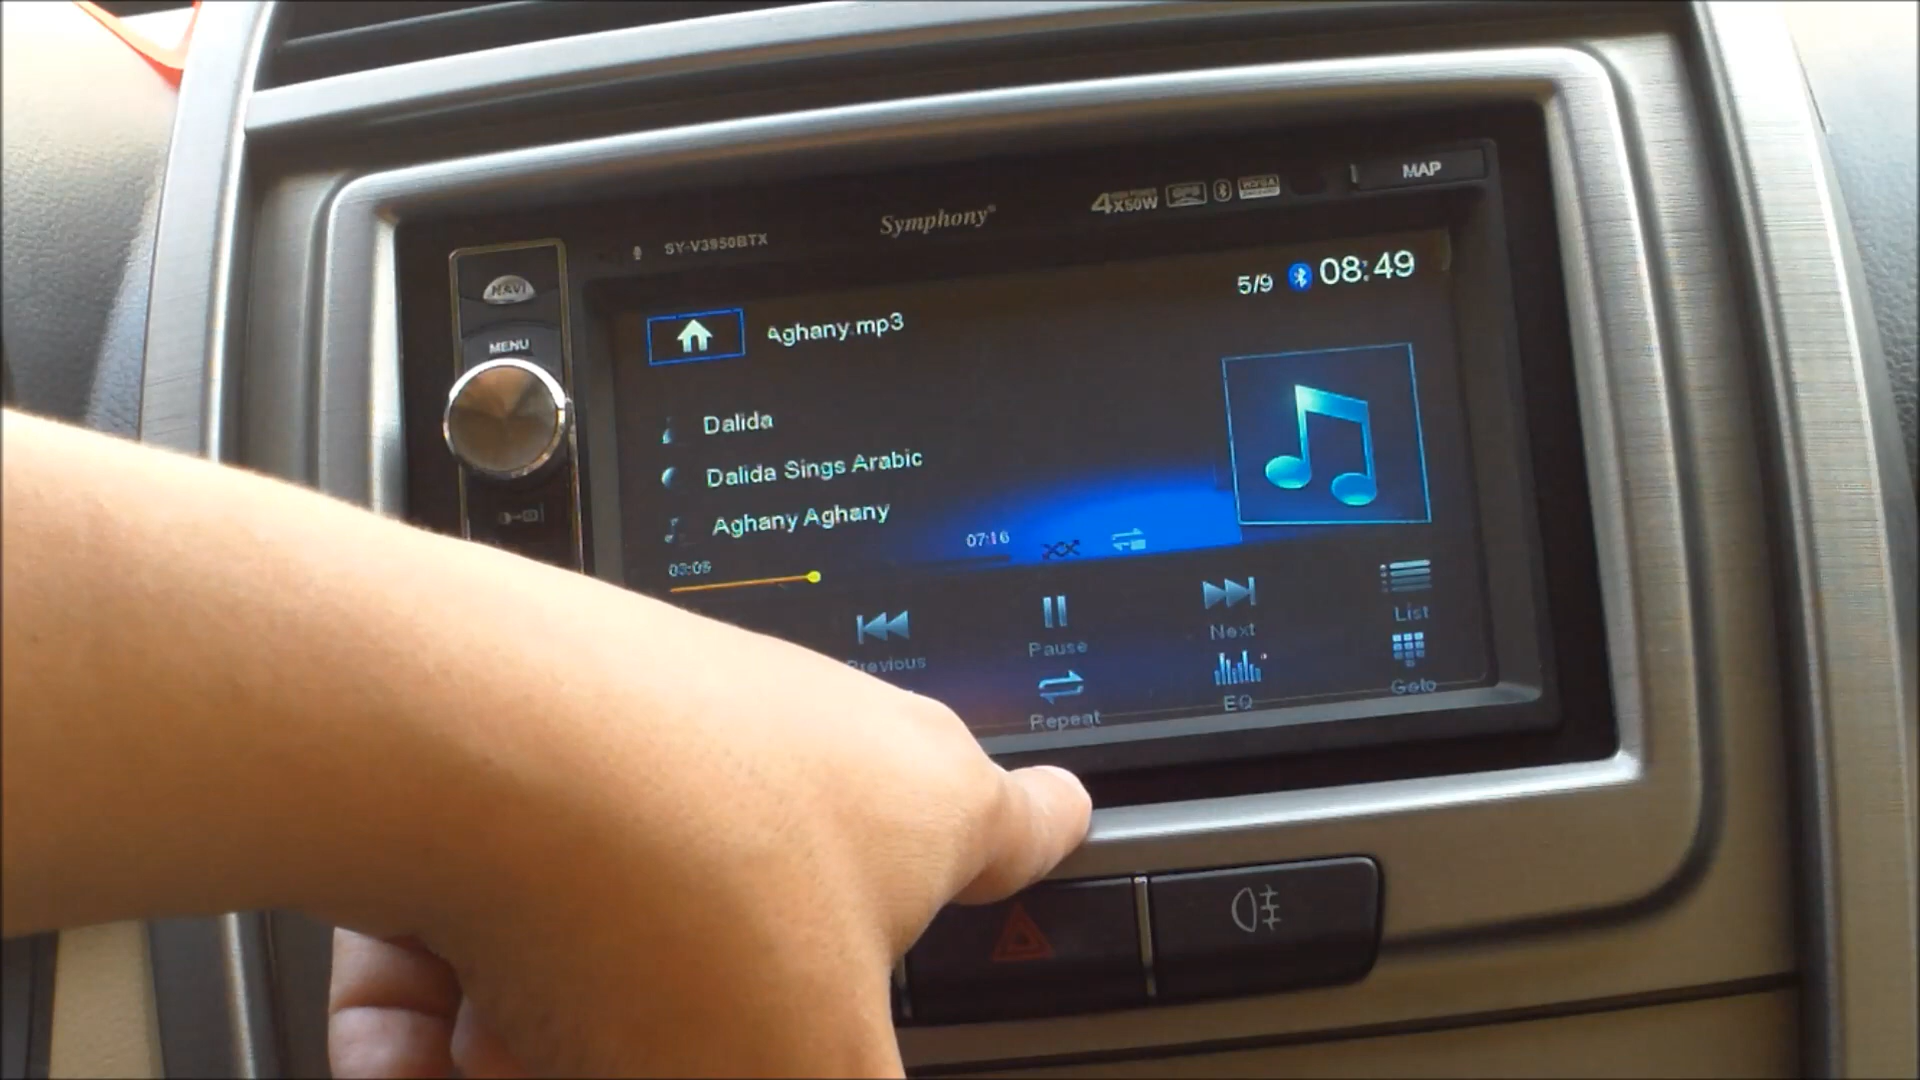 4X50W GPS
MAP
SY-V3950BTX
Symphony®
NAVI
MENU
5/9 08:49
Aghany.mp3
Dalida
Dalida Sings Arabic
Aghany Aghany
03:05
07:16
Previous
Pause
Next
List
Repeat
EQ
Goto